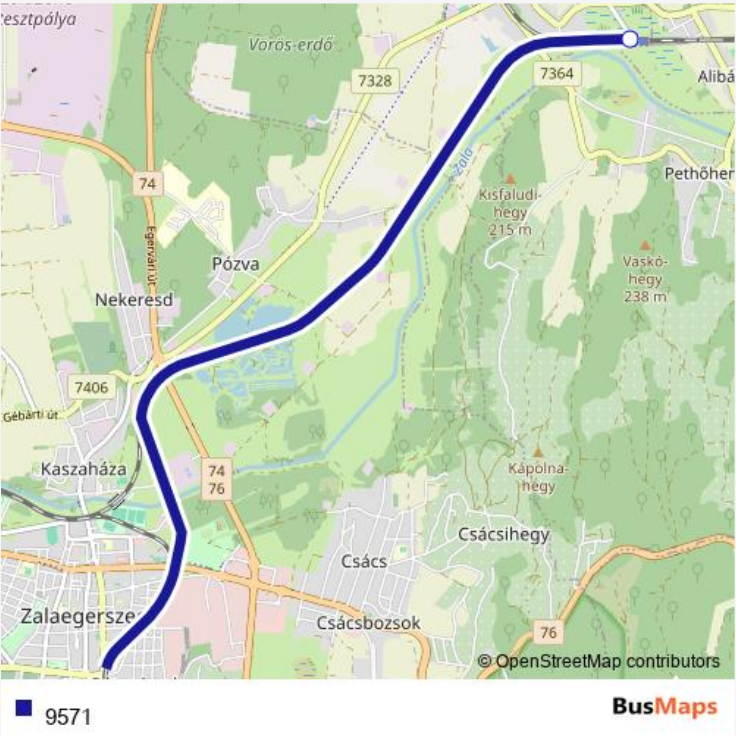 tesztpálya
Vörös-erdő
7328
7364
Alibá
Zala
Pethőher
74
Kisfaludi-
hegy
215 m
Egervári út
Vaskó-
hegy
238 m
Pózva
Nekeresd
7406
Gébárti út
Kaszaháza
74
76
Kápolna-
hegy
Csácsihegy
Csács
Zalaegersze
Csácsbozsok
76
© OpenStreetMap contributors
9571
BusMaps